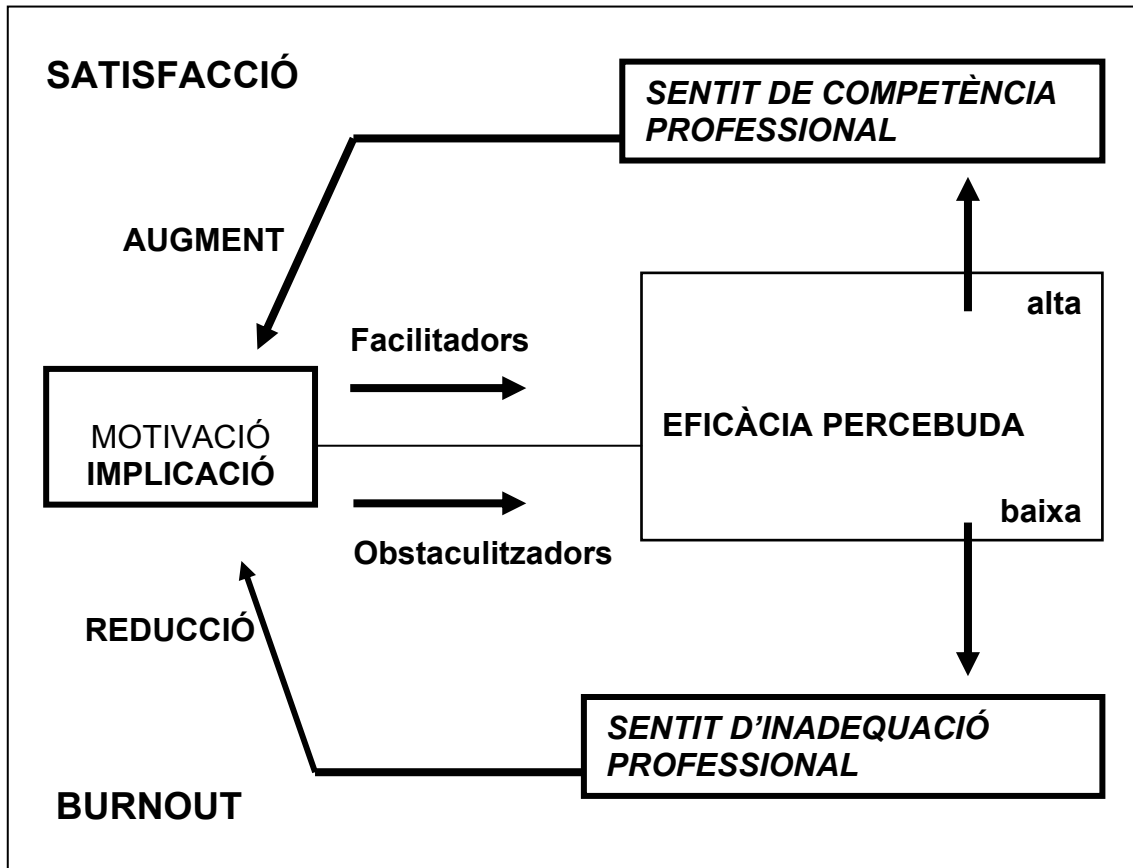 SATISFACCIÓ
SENTIT DE COMPETÈNCIA
PROFESSIONAL
AUGMENT
alta
Facilitadors
MOTIVACIÓ
IMPLICACIÓ
EFICÀCIA PERCEBUDA
baixa
Obstaculitzadors
REDUCCIÓ
SENTIT D’INADEQUACIÓ
PROFESSIONAL
BURNOUT